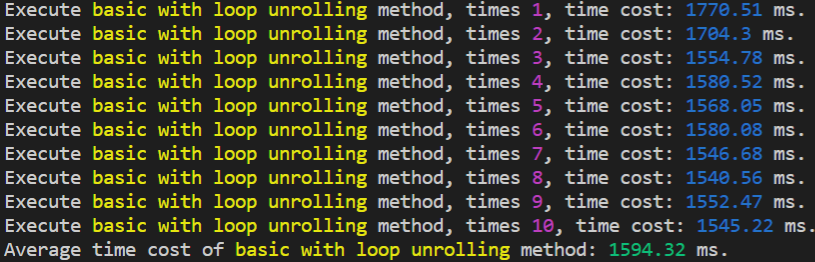 Execute basic with loop unrolling method, times 1, time cost: 1770.51 ms.
Execute basic with loop unrolling method, times 2, time cost: 1704.3 ms.
Execute basic with loop unrolling method, times 3, time cost: 1554.78 ms.
Execute basic with loop unrolling method, times 4, time cost: 1580.52 ms.
Execute basic with loop unrolling method, times 5, time cost: 1568.05 ms.
Execute basic with loop unrolling method, times 6, time cost: 1580.08 ms.
Execute basic with loop unrolling method, times 7, time cost: 1546.68 ms.
Execute basic with loop unrolling method, times 8, time cost: 1540.56 ms.
Execute basic with loop unrolling method, times 9, time cost: 1552.47 ms.
Execute basic with loop unrolling method, times 10, time cost: 1545.22 ms.
Average time cost of basic with loop unrolling method: 1594.32 ms.